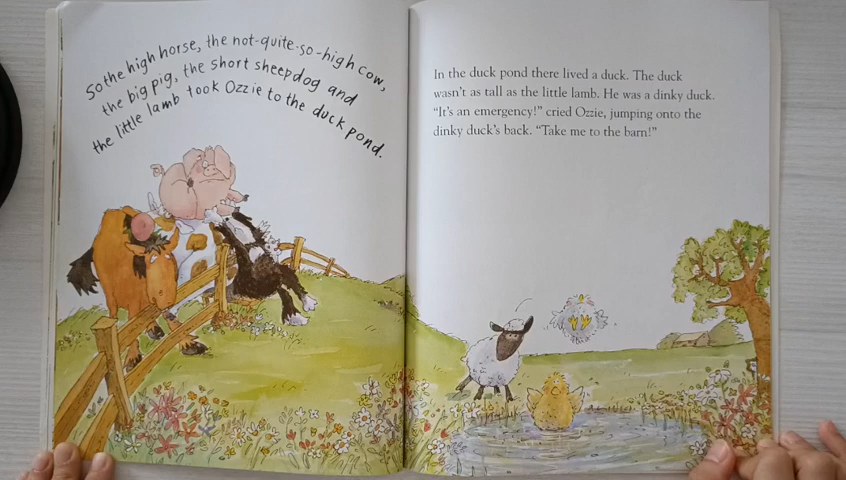 So the high horse, the not-quite-so-high cow,
the big pig, the short sheepdog and
the little lamb took Ozzie to the duck pond.
In the duck pond there lived a duck. The duck
wasn't as tall as the little lamb. He was a dinky duck.
“It's an emergency!” cried Ozzie, jumping onto the
dinky duck's back. “Take me to the barn!”